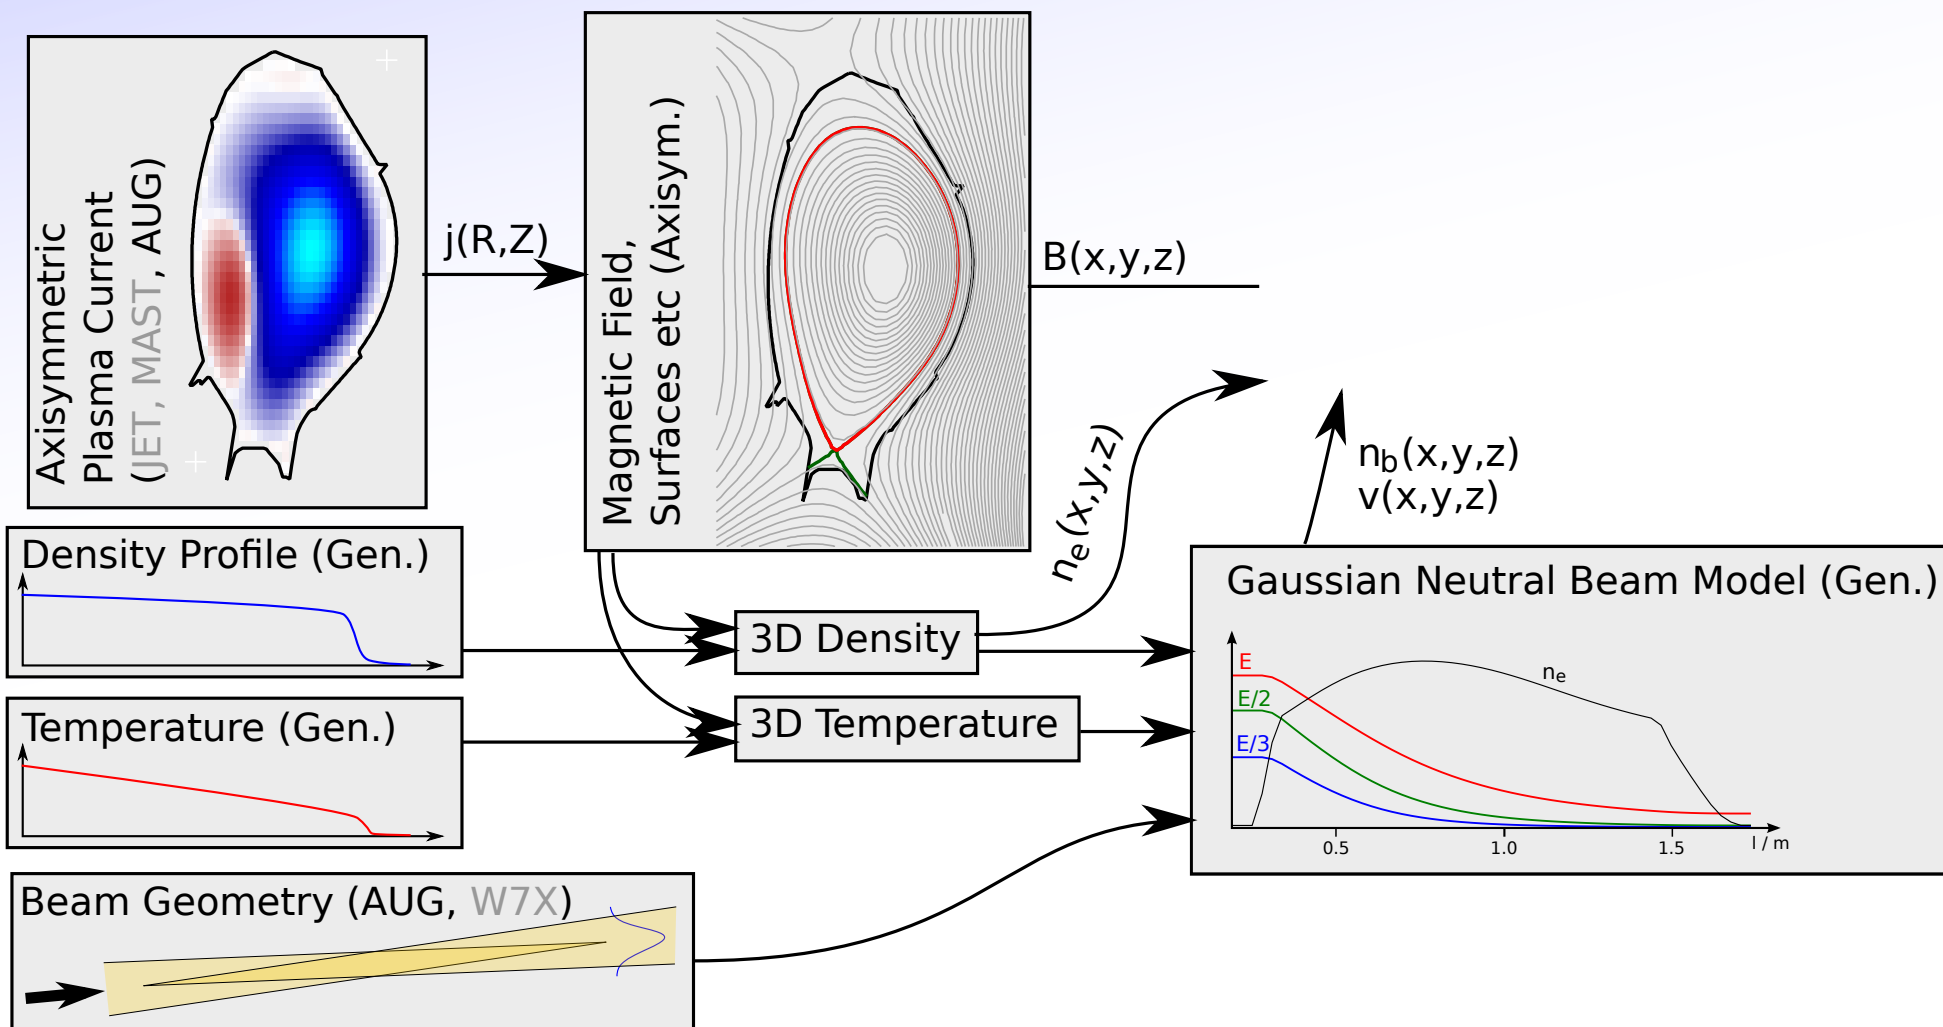 Axisymmetric
Plasma Current
(JET, MAST, AUG)
j(R,Z)
Magnetic Field,
Surfaces etc (Axisym.)
B(x,y,z)
ne(x,y,z)
nb(x,y,z)
v(x,y,z)
Density Profile (Gen.)
3D Density
Temperature (Gen.)
3D Temperature
Gaussian Neutral Beam Model (Gen.)
E
E/2
E/3
ne
0.5
1.0
1.5
l / m
Beam Geometry (AUG, W7X)